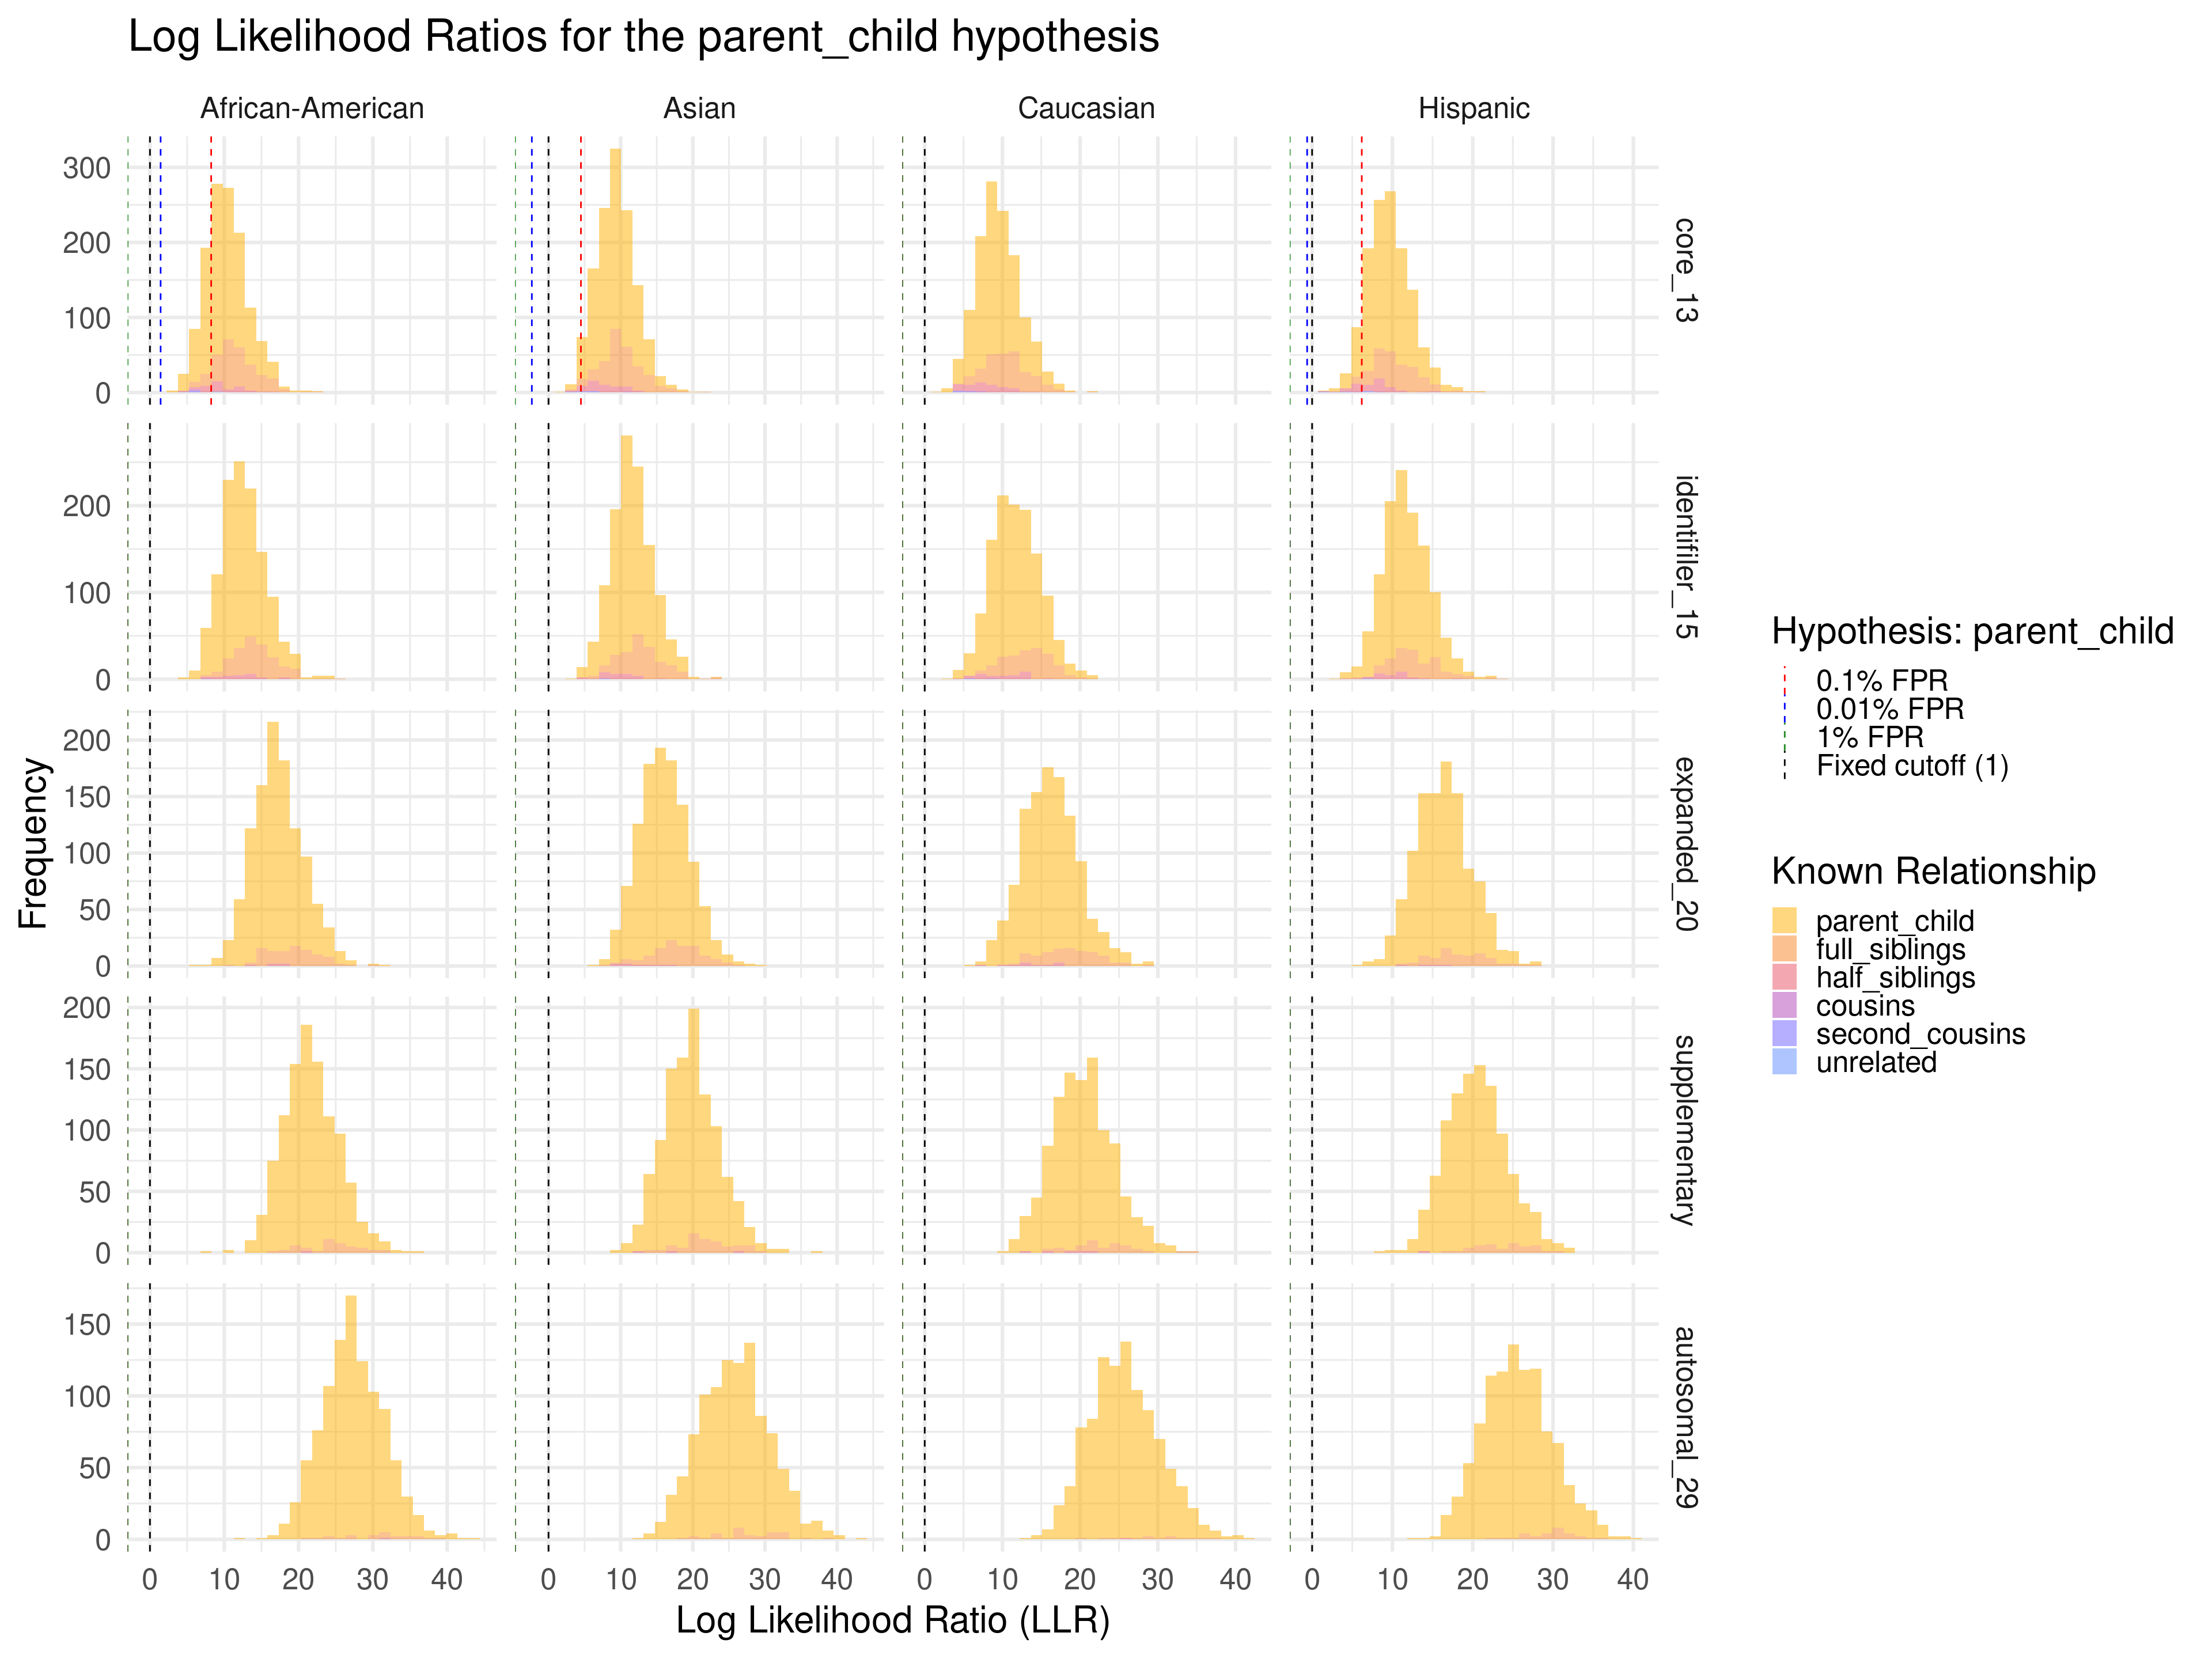 Log Likelihood Ratios for the parent_child hypothesis
African-American
Asian
Caucasian
Hispanic
300
200
100
0
core_13
200
100
0
identifiler_15
200
150
100
50
0
expanded_20
200
150
100
50
0
supplementary
150
100
50
0
autosomal_29
0 10 20 30 40
0 10 20 30 40
0 10 20 30 40
0 10 20 30 40
Frequency
Log Likelihood Ratio (LLR)
Hypothesis: parent_child
0.1% FPR
0.01% FPR
1% FPR
Fixed cutoff (1)
Known Relationship
parent_child
full_siblings
half_siblings
cousins
second_cousins
unrelated